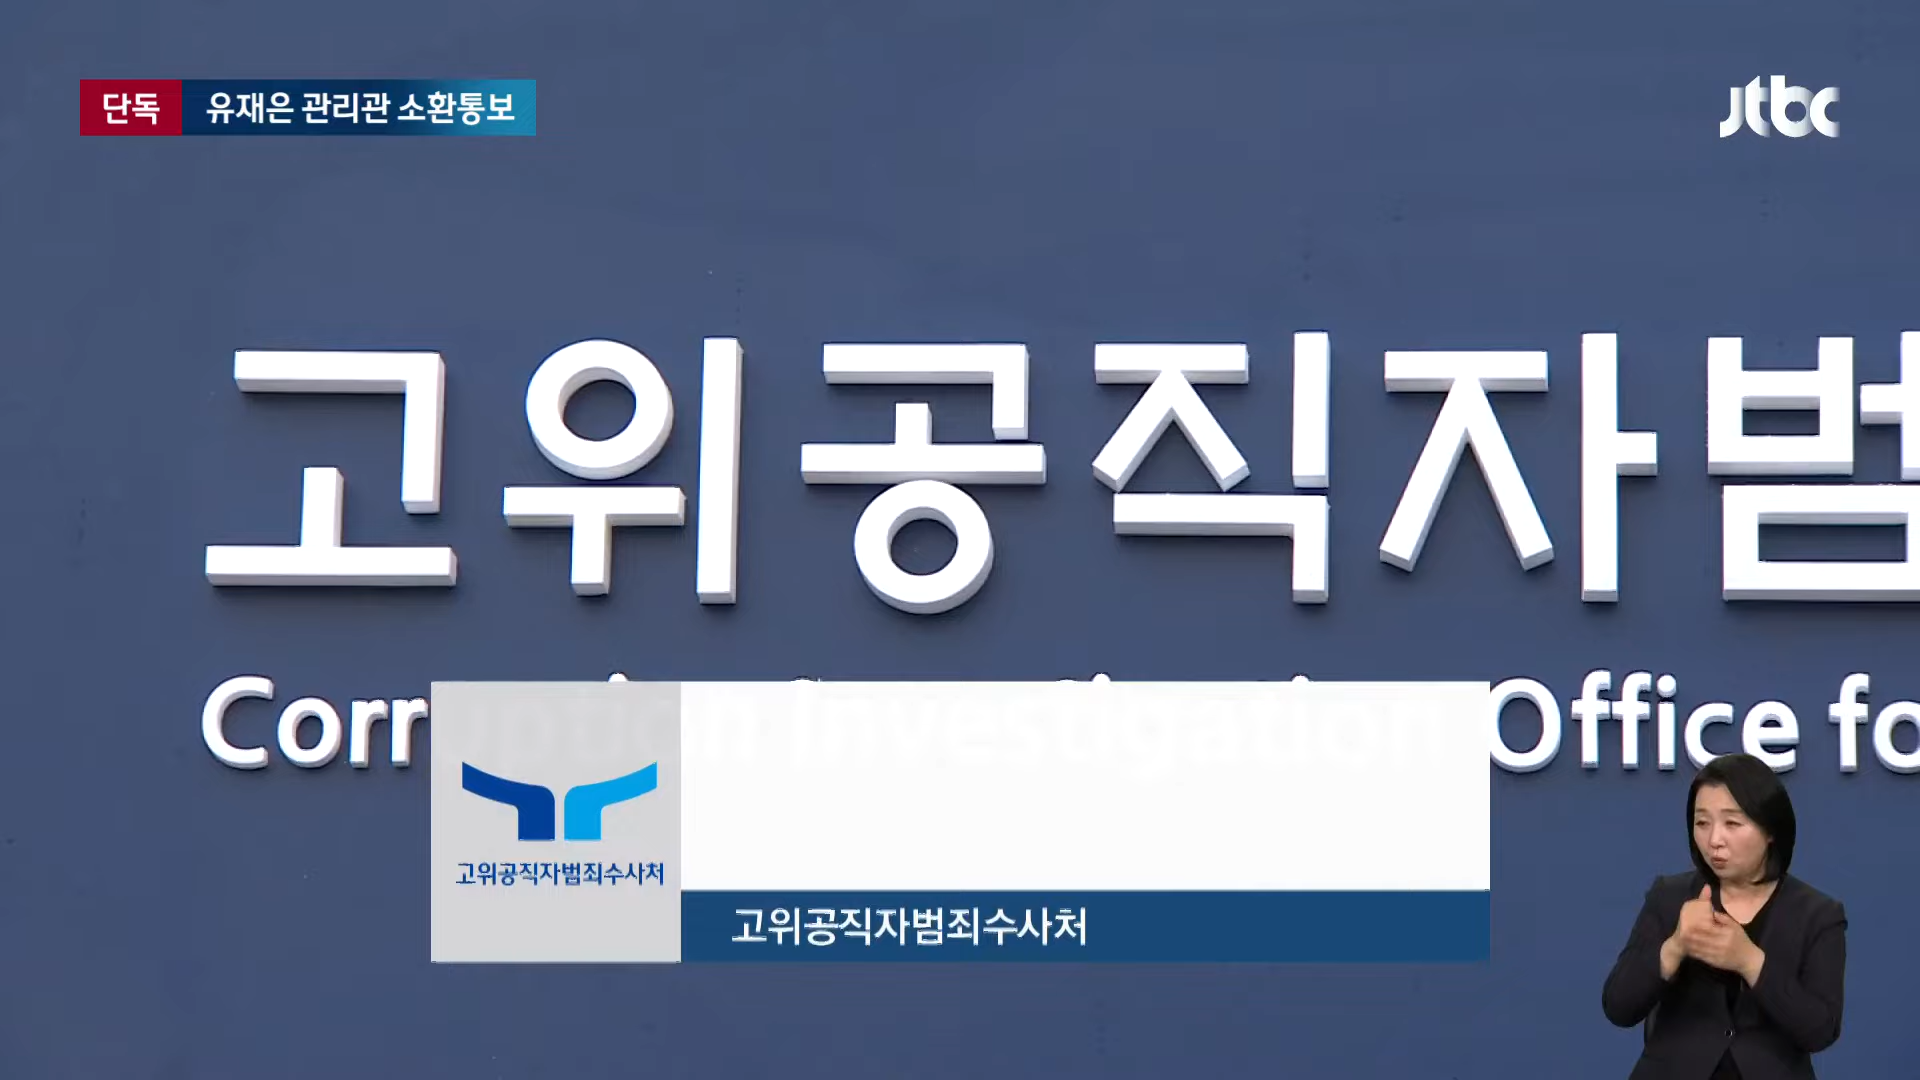 단독 유재은 관리관 소환통보
jtbc
고위공직자범
Corruption Investigation Office fo
고위공직자범죄수사처
고위공직자범죄수사처